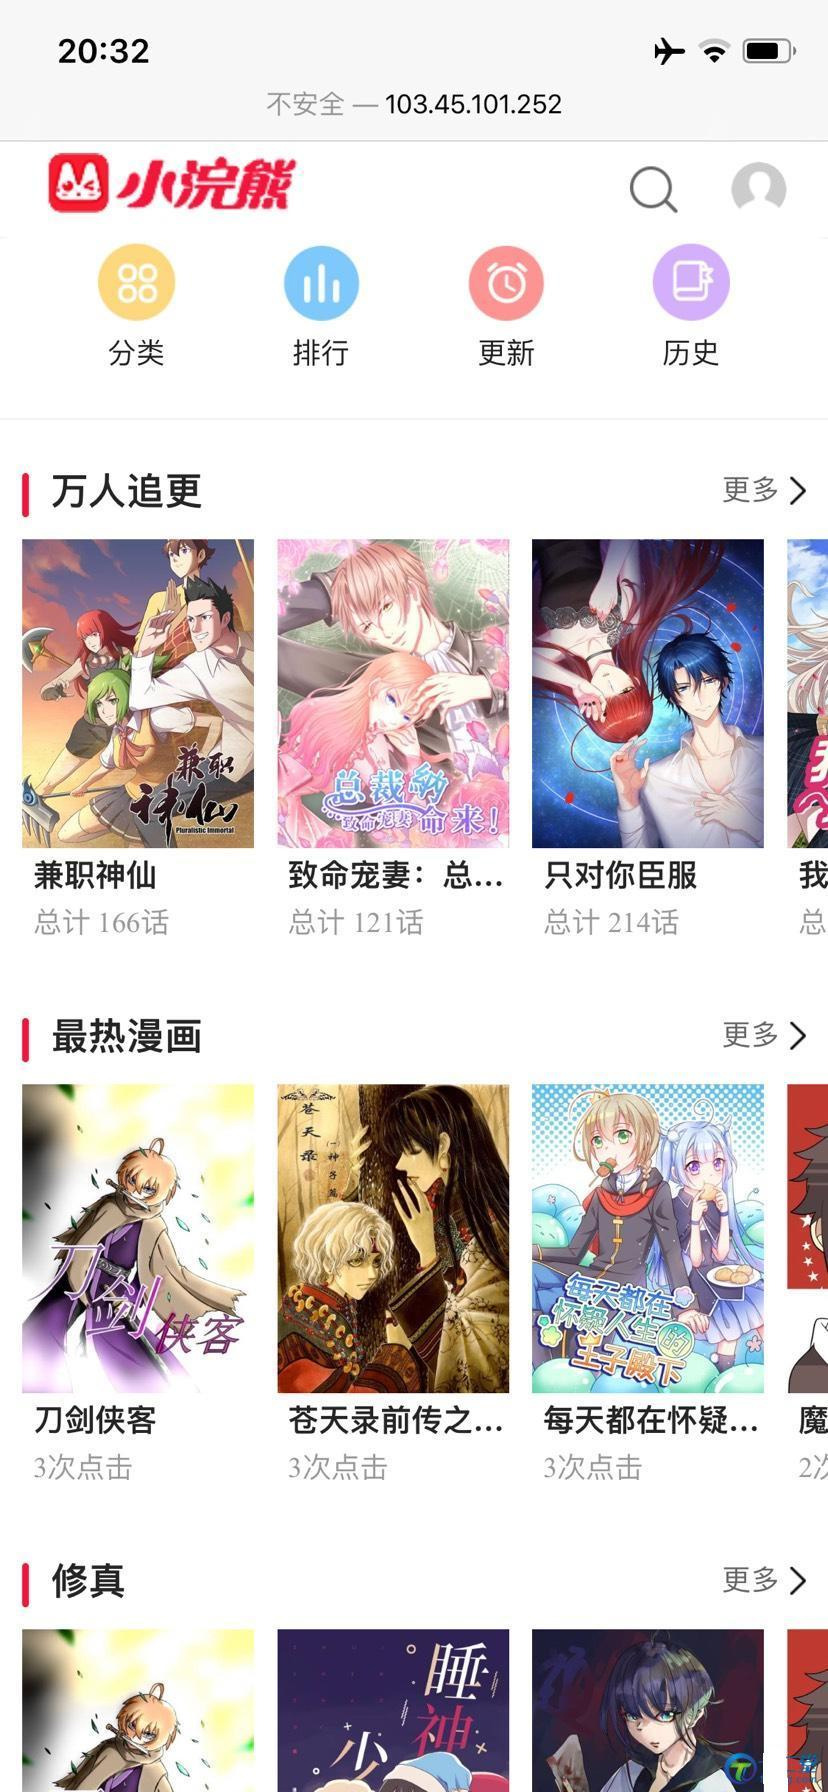 20:32
不安全 — 103.45.101.252
小浣熊
分类
排行
更新
历史
万人追更
更多
兼职
神仙
Pluralistic Immortal
总裁纳
致命宠妻 命来!
兼职神仙
致命宠妻：总...
只对你臣服
我
总计 166话
总计 121话
总计 214话
总
最热漫画
更多
刀剑侠客
苍天录
(一)神子篇
每天都在
怀疑人生的
王子殿下
刀剑侠客
苍天录前传之...
每天都在怀疑...
魔
3次点击
3次点击
3次点击
2次
修真
更多
睡
神
少